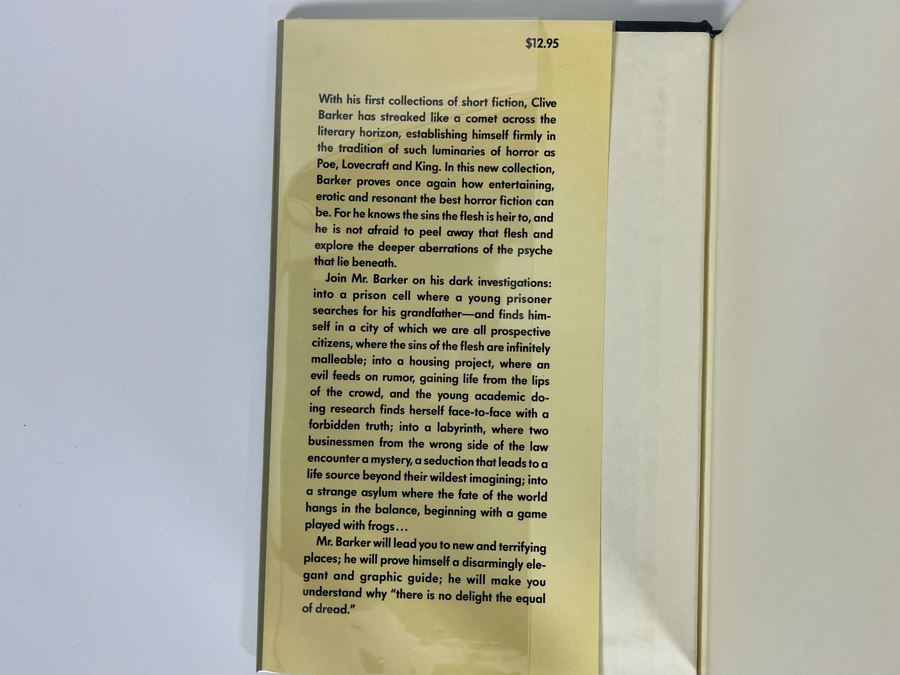 $12.95
With his first collections of short fiction, Clive
Barker has streaked like a comet across the
literary horizon, establishing himself firmly in
the tradition of such luminaries of horror as
Poe, Lovecraft and King. In this new collection,
Barker proves once again how entertaining,
erotic and resonant the best horror fiction can
be. For he knows the sins the flesh is heir to, and
he is not afraid to peel away that flesh and
explore the deeper aberrations of the psyche
that lie beneath.
Join Mr. Barker on his dark investigations:
into a prison cell where a young prisoner
searches for his grandfather—and finds him-
self in a city of which we are all prospective
citizens, where the sins of the flesh are infinitely
malleable; into a housing project, where an
evil feeds on rumor, gaining life from the lips
of the crowd, and the young academic do-
ing research finds herself face-to-face with a
forbidden truth; into a labyrinth, where two
businessmen from the wrong side of the law
encounter a mystery, a seduction that leads to a
life source beyond their wildest imagining; into
a strange asylum where the fate of the world
hangs in the balance, beginning with a game
played with frogs...
Mr. Barker will lead you to new and terrifying
places; he will prove himself a disarmingly ele-
gant and graphic guide; he will make you
understand why “there is no delight the equal
of dread.”